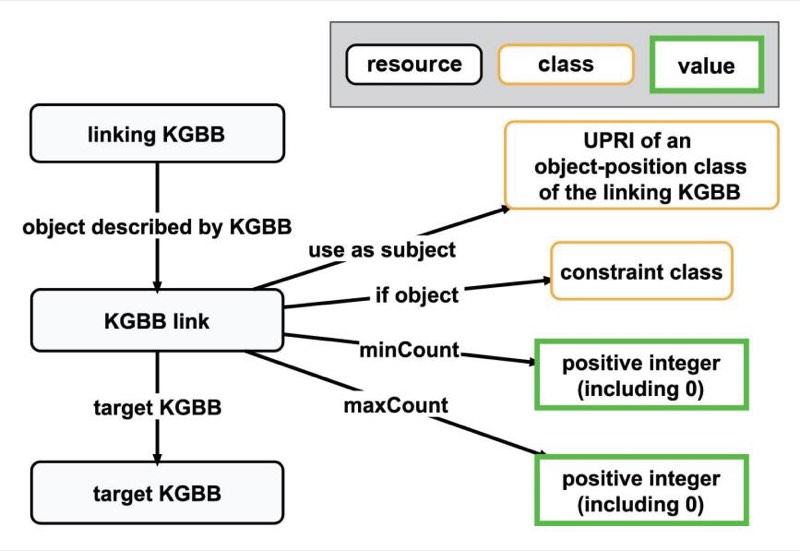 resource
class
value
linking KGBB
UPRI of an
object-position class
of the linking KGBB
object described by KGBB
use as subject
constraint class
if object
KGBB link
minCount
positive integer
(including 0)
target KGBB
maxCount
target KGBB
positive integer
(including 0)